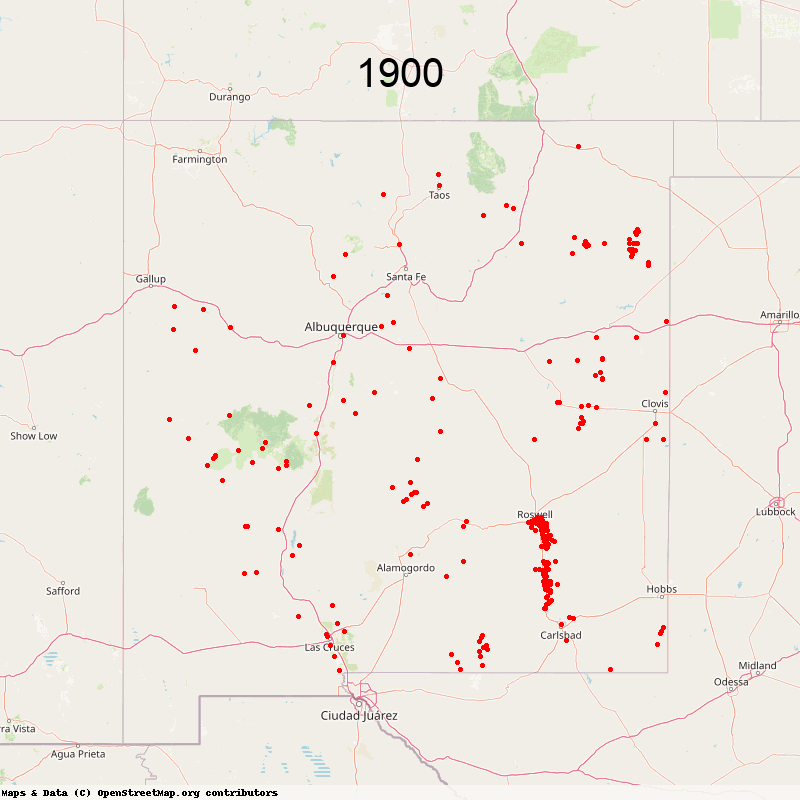 1900
Durango
Farmington
Taos
Santa Fe
Gallup
Albuquerque
Amarillo
Clovis
Show Low
Lubbock
Roswell
Alamogordo
Safford
Hobbs
Carlsbad
Las Cruces
Midland
Odessa
Ciudad Juárez
rra Vista
Agua Prieta
Maps & Data (C) OpenStreetMap.org contributors